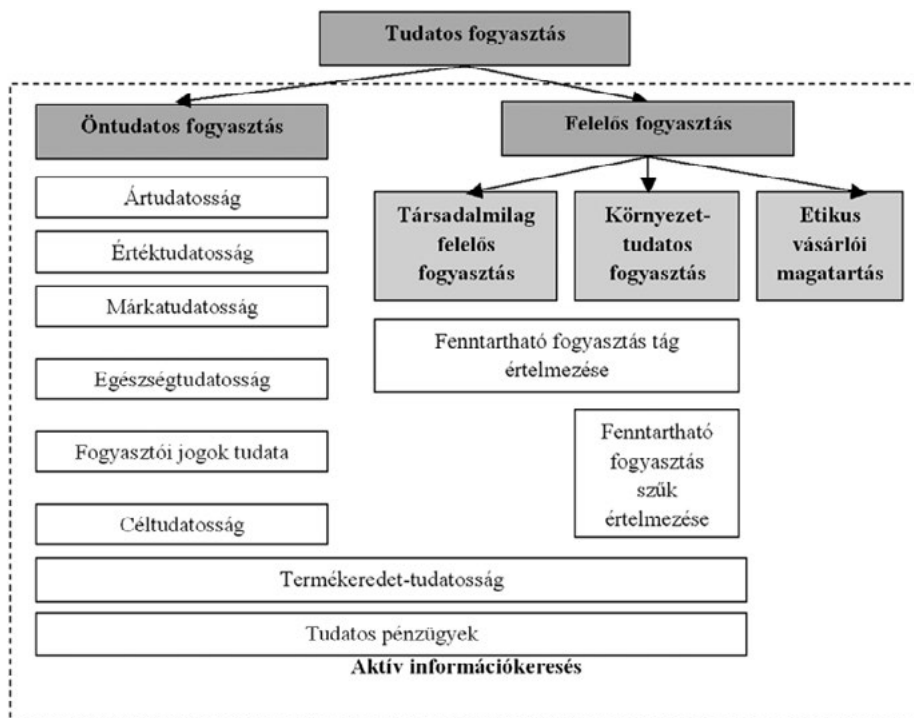 Tudatos fogyasztás
Öntudatos fogyasztás
Felelős fogyasztás
Ártudatosság
Értéktudatosság
Márkatudatosság
Egészségtudatosság
Fogyasztói jogok tudata
Céltudatosság
Társadalmilag
felelős
fogyasztás
Környezet-
tudatos
fogyasztás
Etikus
vásárlói
magatartás
Fenntartható fogyasztás tág
értelmezése
Fenntartható
fogyasztás
szűk
értelmezése
Termékeredet-tudatosság
Tudatos pénzügyek
Aktív információkeresés